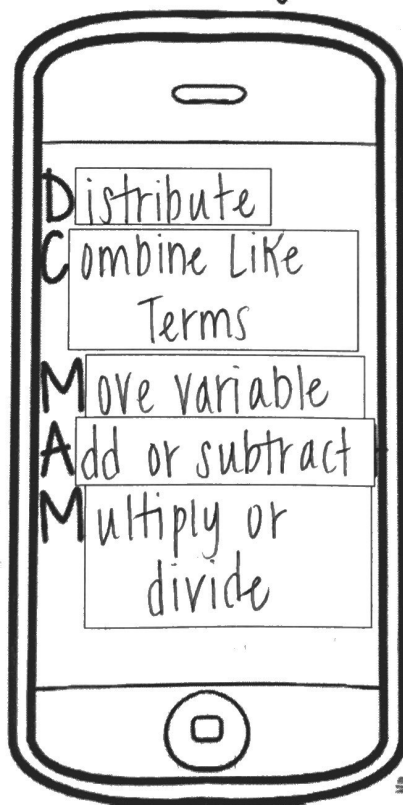 Distribute
Combine Like
Terms
Move variable
Add or subtract
Multiply or
divide